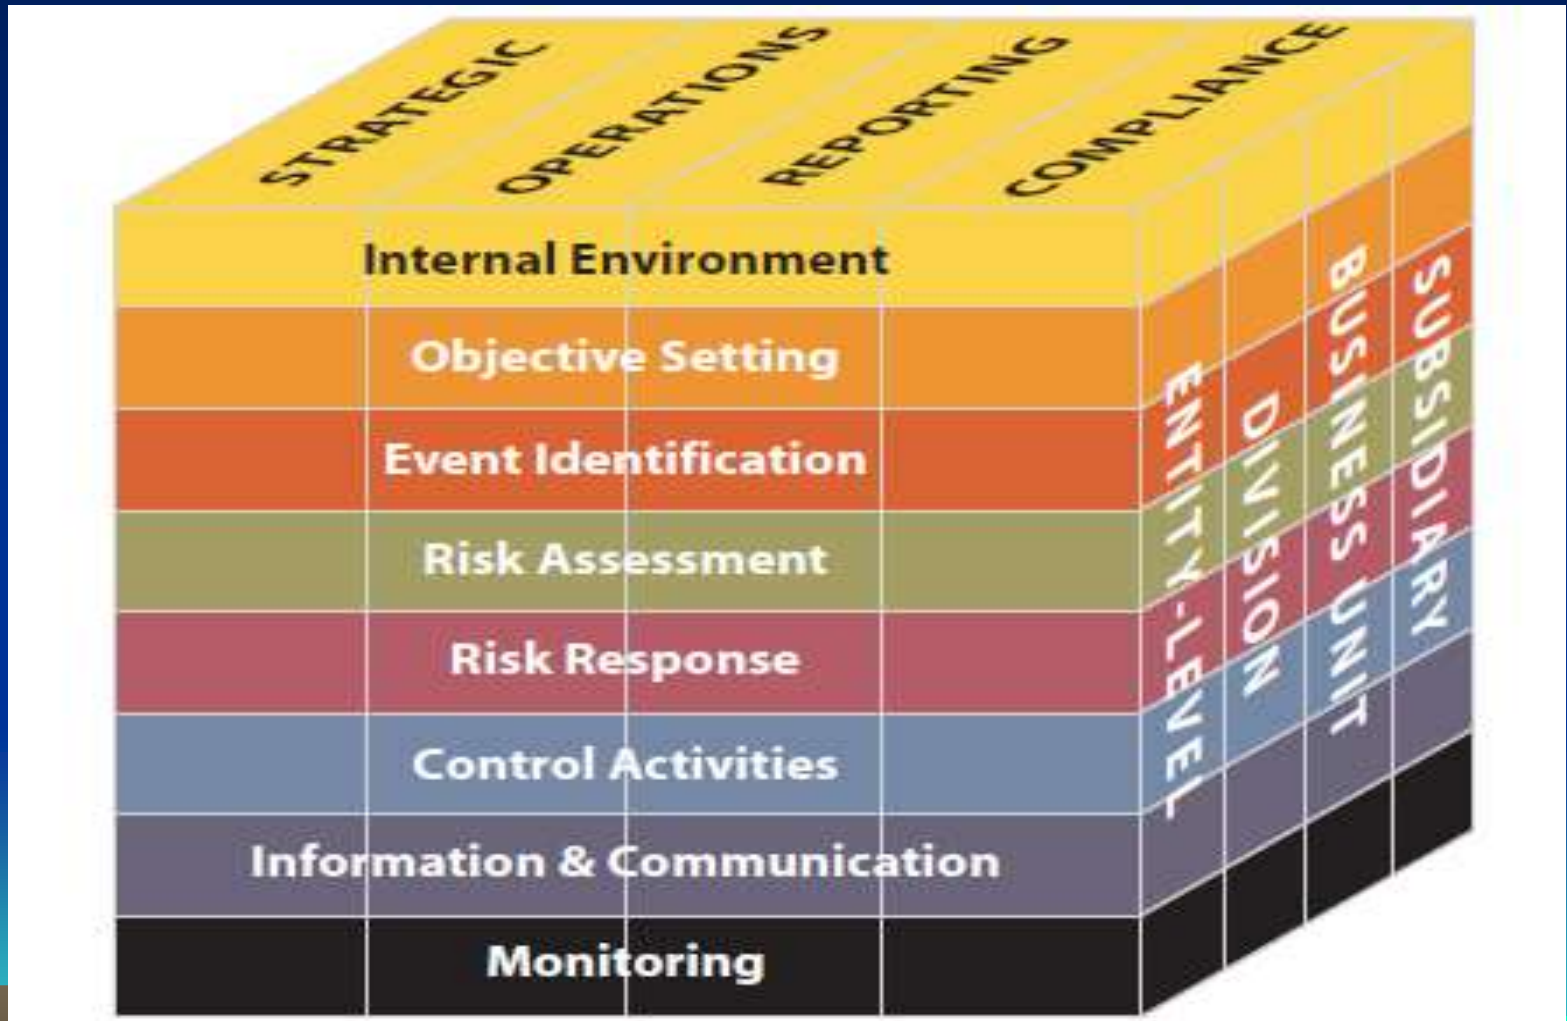 STRATEGIC
OPERATIONS
REPORTING
COMPLIANCE
Internal Environment
Objective Setting
Event Identification
Risk Assessment
Risk Response
Control Activities
Information & Communication
Monitoring
ENTITY-LEVEL
DIVISION
BUSINESS UNIT
SUBSIDIARY